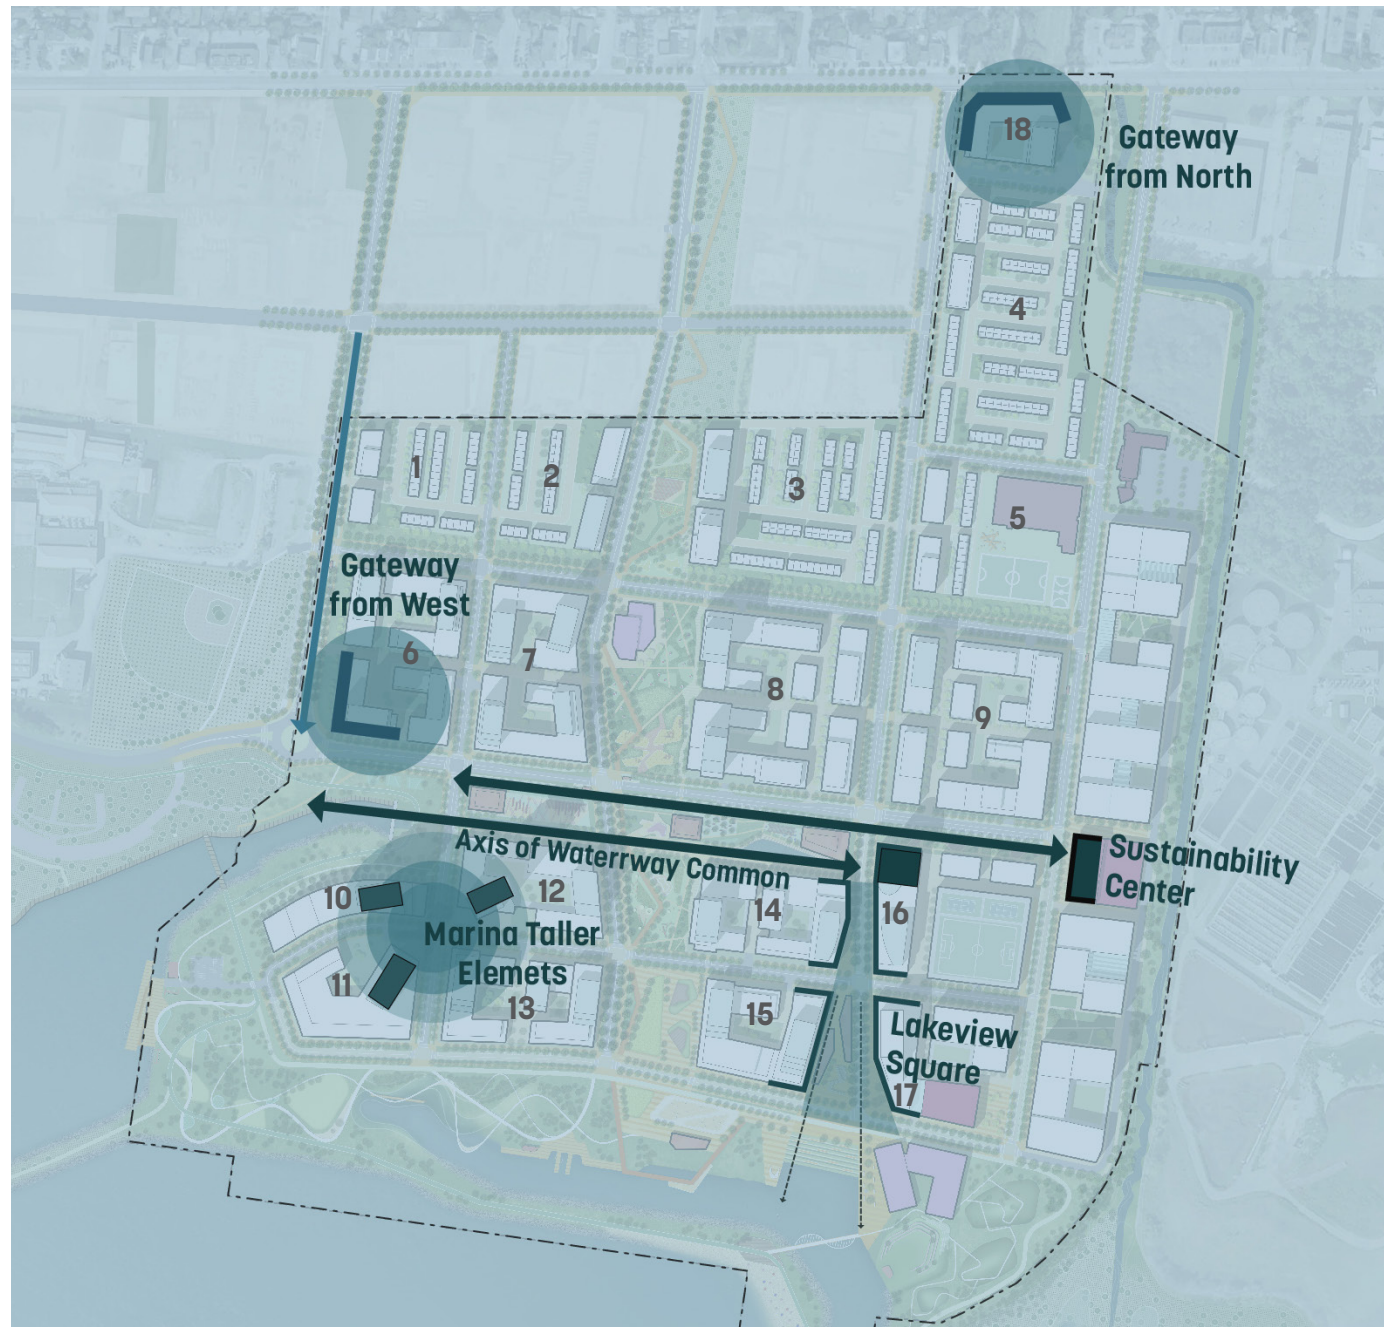 18
Gateway
from North
4
1
2
3
5
Gateway
from West
6
7
8
9
Axis of Waterrway Common
Sustainability
Center
10
12
14
16
Marina Taller
Elemets
11
13
15
Lakeview
Square
17